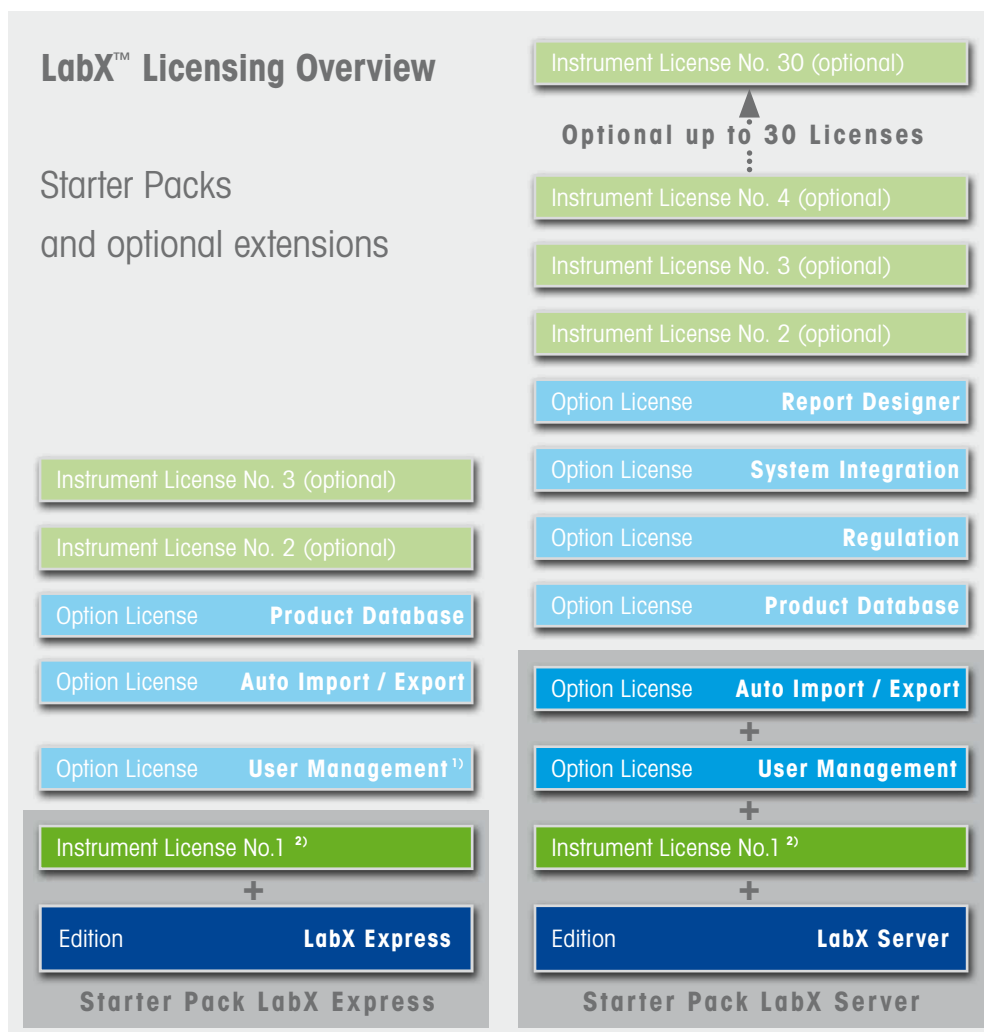 LabX™ Licensing Overview
Starter Packs
and optional extensions
Instrument License No. 3 (optional)
Instrument License No. 2 (optional)
Option License Product Database
Option License Auto Import / Export
Option License User Management 1)
Instrument License No.1 2)
+
Edition LabX Express
Starter Pack LabX Express
Instrument License No. 30 (optional)
Optional up to 30 Licenses
Instrument License No. 4 (optional)
Instrument License No. 3 (optional)
Instrument License No. 2 (optional)
Option License Report Designer
Option License System Integration
Option License Regulation
Option License Product Database
Option License Auto Import / Export
+
Option License User Management
+
Instrument License No.1 2)
+
Edition LabX Server
Starter Pack LabX Server